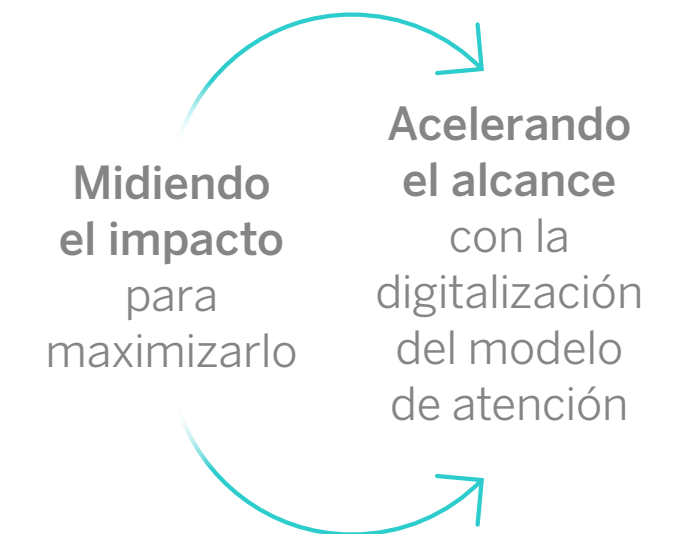 Midiendo
el impacto
para
maximizarlo
Acelerando
el alcance
con la
digitalización
del modelo
de atención